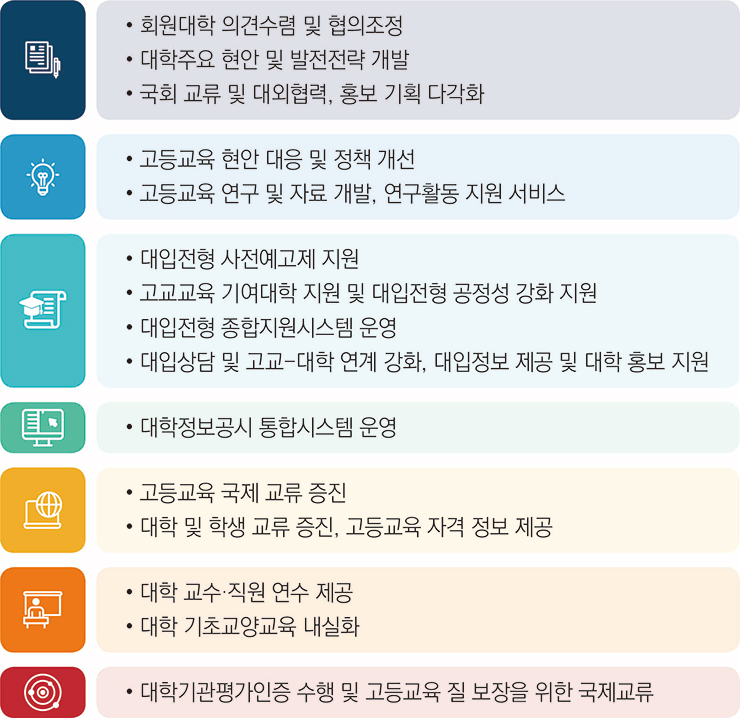 • 회원대학 의견수렴 및 협의조정
• 대학주요 현안 및 발전전략 개발
• 국회 교류 및 대외협력, 홍보 기획 다각화
• 고등교육 현안 대응 및 정책 개선
• 고등교육 연구 및 자료 개발, 연구활동 지원 서비스
• 대입전형 사전예고제 지원
• 고교교육 기여대학 지원 및 대입전형 공정성 강화 지원
• 대입전형 종합지원시스템 운영
• 대입상담 및 고교-대학 연계 강화, 대입정보 제공 및 대학 홍보 지원
• 대학정보공시 통합시스템 운영
• 고등교육 국제 교류 증진
• 대학 및 학생 교류 증진, 고등교육 자격 정보 제공
• 대학 교수·직원 연수 제공
• 대학 기초교양교육 내실화
• 대학기관평가인증 수행 및 고등교육 질 보장을 위한 국제교류